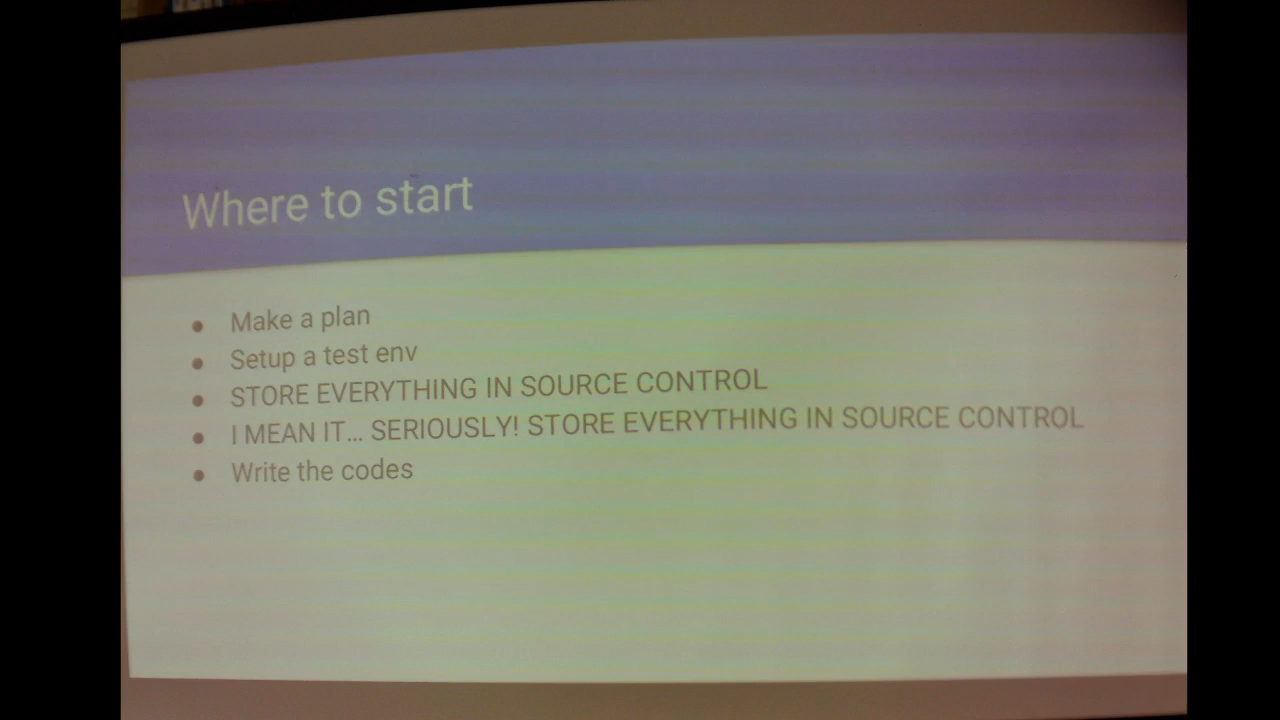 Where to start
● Make a plan
● Setup a test env
● STORE EVERYTHING IN SOURCE CONTROL
● I MEAN IT... SERIOUSLY! STORE EVERYTHING IN SOURCE CONTROL
● Write the codes